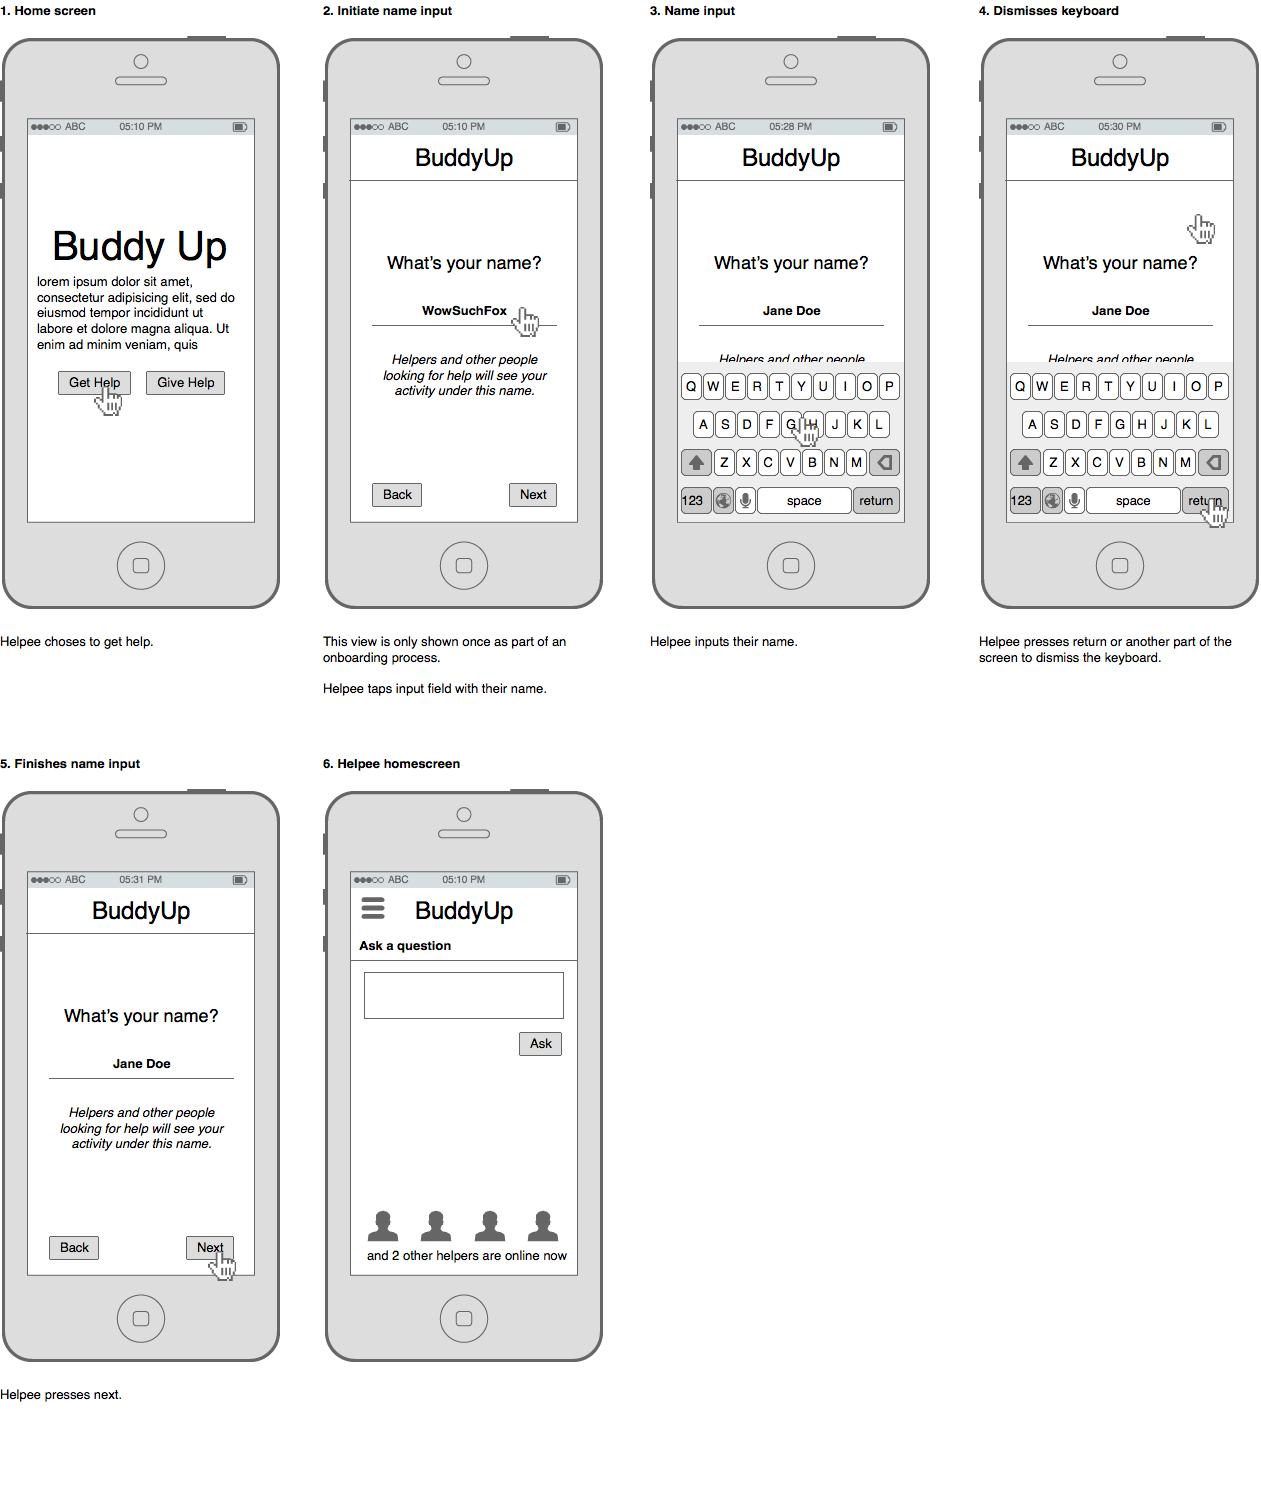 1. Home screen
ABC 05:10 PM
Buddy Up
lorem ipsum dolor sit amet,
consectetur adipisicing elit, sed do
eiusmod tempor incididunt ut
labore et dolore magna aliqua. Ut
enim ad minim veniam, quis
Get Help Give Help
Helpee choses to get help.
2. Initiate name input
ABC 05:10 PM
BuddyUp
What's your name?
WowSuchFox
Helpers and other people
looking for help will see your
activity under this name.
Back Next
This view is only shown once as part of an
onboarding process.
Helpee taps input field with their name.
3. Name input
ABC 05:28 PM
BuddyUp
What's your name?
Jane Doe
Helpers and other people
Q W E R T Y U I O P
A S D F G H J K L
Z X C V B N M
123 space return
Helpee inputs their name.
4. Dismisses keyboard
ABC 05:30 PM
BuddyUp
What's your name?
Jane Doe
Helpers and other people
Q W E R T Y U I O P
A S D F G H J K L
Z X C V B N M
123 space return
Helpee presses return or another part of the
screen to dismiss the keyboard.
5. Finishes name input
ABC 05:31 PM
BuddyUp
What's your name?
Jane Doe
Helpers and other people
looking for help will see your
activity under this name.
Back Next
Helpee presses next.
6. Helpee homescreen
ABC 05:10 PM
BuddyUp
Ask a question
Ask
and 2 other helpers are online now